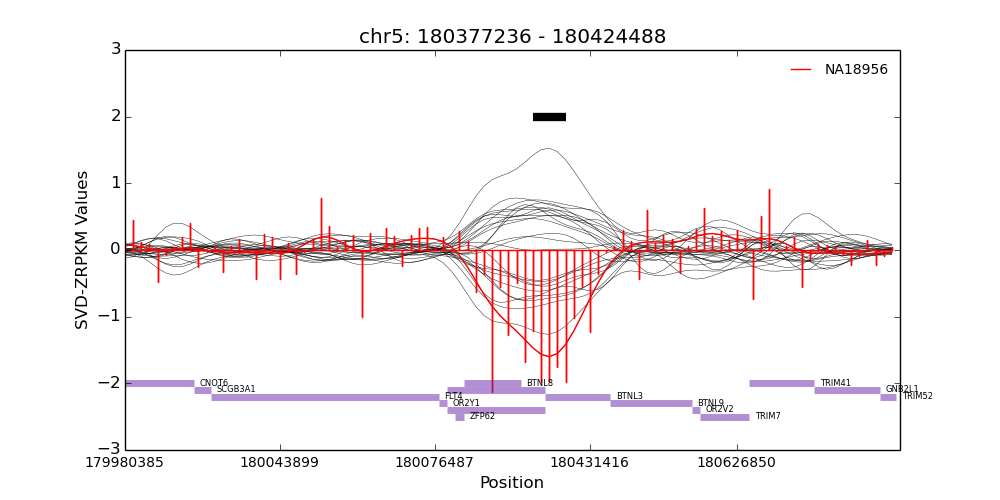 chr5: 180377236 - 180424488
NA18956
SVD-ZRPKM Values
3
2
1
0
−1
−2
−3
CNOT6
BTNL8
TRIM41
SCGB3A1
GNB2L1
FLT4
BTNL3
TRIM52
OR2Y1
BTNL9
OR2V2
ZFP62
TRIM7
179980385
180043899
180076487
180431416
180626850
Position